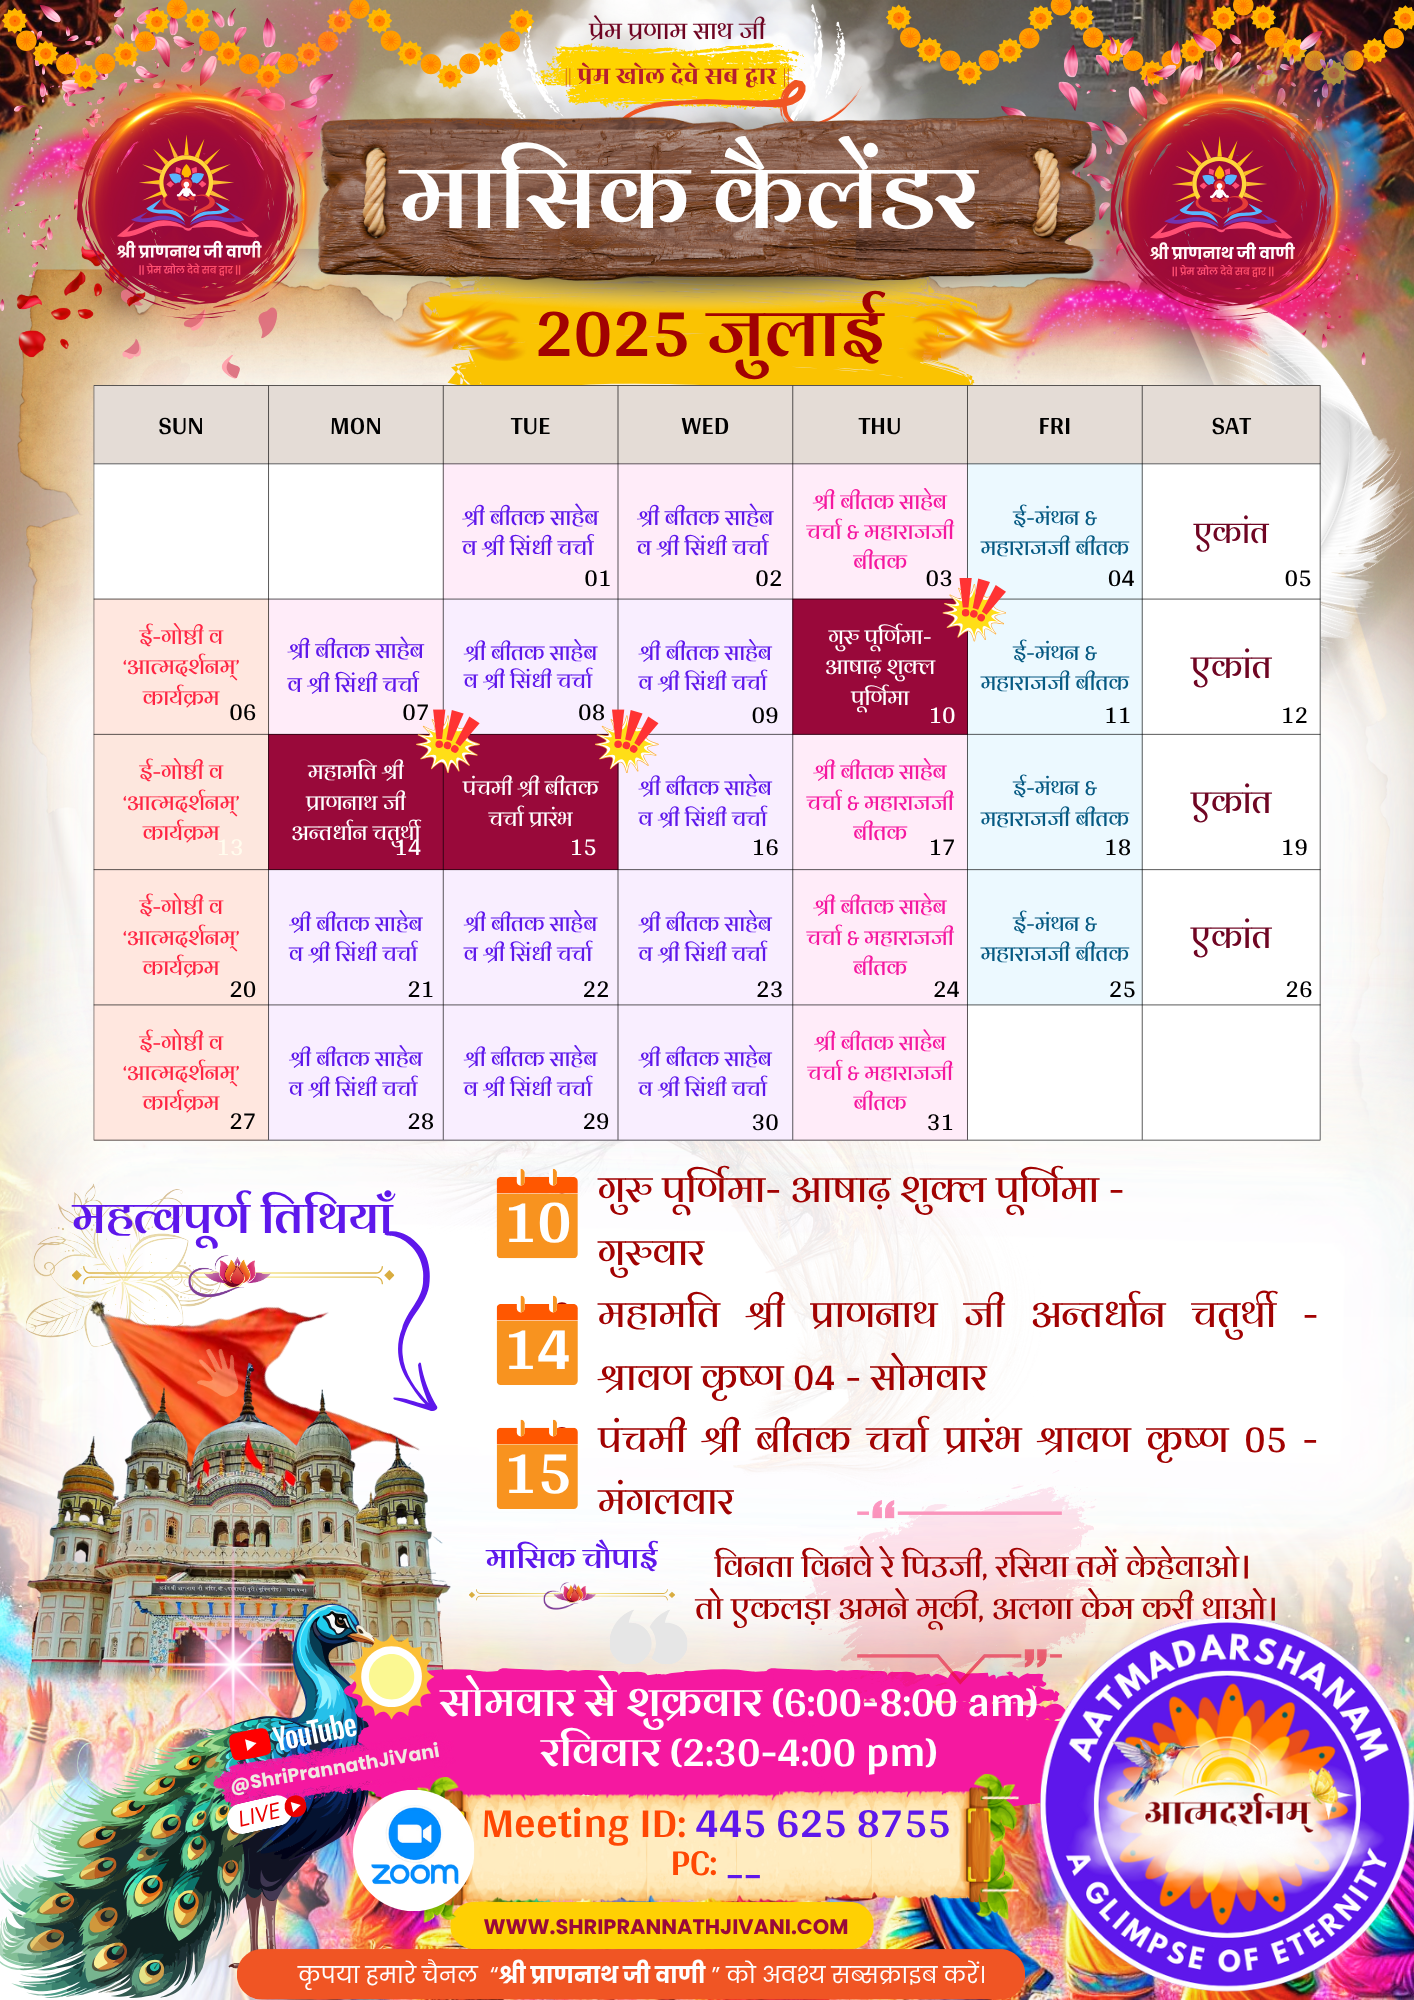 प्रेम प्रणाम साथ जी
|| प्रेम खोल देवे सब द्वार ||
मासिक कैलेंडर
श्री प्राणनाथ जी वाणी
|| प्रेम खोल देवे सब द्वार ||
श्री प्राणनाथ जी वाणी
|| प्रेम खोल देवे सब द्वार ||
2025 जुलाई
SUN MON TUE WED THU FRI SAT
श्री बीतक साहेब
व श्री सिंधी चर्चा
01
श्री बीतक साहेब
व श्री सिंधी चर्चा
02
श्री बीतक साहेब
चर्चा & महाराजजी
बीतक
03
ई-मंथन &
महाराजजी बीतक
04
एकांत
05
ई-गोष्ठी व
‘आत्मदर्शनम्’
कार्यक्रम
06
श्री बीतक साहेब
व श्री सिंधी चर्चा
07
श्री बीतक साहेब
व श्री सिंधी चर्चा
08
श्री बीतक साहेब
व श्री सिंधी चर्चा
09
गुरु पूर्णिमा-
आषाढ़ शुक्ल
पूर्णिमा
10
ई-मंथन &
महाराजजी बीतक
11
एकांत
12
ई-गोष्ठी व
‘आत्मदर्शनम्’
कार्यक्रम
13
महामति श्री
प्राणनाथ जी
अन्तर्धान चतुर्थी
14
पंचमी श्री बीतक
चर्चा प्रारंभ
15
श्री बीतक साहेब
व श्री सिंधी चर्चा
16
श्री बीतक साहेब
चर्चा & महाराजजी
बीतक
17
ई-मंथन &
महाराजजी बीतक
18
एकांत
19
ई-गोष्ठी व
‘आत्मदर्शनम्’
कार्यक्रम
20
श्री बीतक साहेब
व श्री सिंधी चर्चा
21
श्री बीतक साहेब
व श्री सिंधी चर्चा
22
श्री बीतक साहेब
व श्री सिंधी चर्चा
23
श्री बीतक साहेब
चर्चा & महाराजजी
बीतक
24
ई-मंथन &
महाराजजी बीतक
25
एकांत
26
ई-गोष्ठी व
‘आत्मदर्शनम्’
कार्यक्रम
27
श्री बीतक साहेब
व श्री सिंधी चर्चा
28
श्री बीतक साहेब
व श्री सिंधी चर्चा
29
श्री बीतक साहेब
व श्री सिंधी चर्चा
30
श्री बीतक साहेब
चर्चा & महाराजजी
बीतक
31
महत्वपूर्ण तिथियाँ
10
गुरु पूर्णिमा- आषाढ़ शुक्ल पूर्णिमा -
गुरुवार
14
महामति श्री प्राणनाथ जी अन्तर्धान चतुर्थी -
श्रावण कृष्ण 04 - सोमवार
15
पंचमी श्री बीतक चर्चा प्रारंभ श्रावण कृष्ण 05 -
मंगलवार
मासिक चौपाई
विनता विनवे रे पिउजी, रसिया तमें केहेवाओ।
तो एकलड़ा अमने मूकी, अलगा केम करी थाओ।
सोमवार से शुक्रवार (6:00-8:00 am)
रविवार (2:30-4:00 pm)
YouTube
@ShriPrannathJiVani
LIVE
zoom
Meeting ID: 445 625 8755
PC: _ _
WWW.SHRIPRANNATHJIVANI.COM
कृपया हमारे चैनल “श्री प्राणनाथ जी वाणी ” को अवश्य सब्सक्राइब करें।
AATMADARSHANAM
आत्मदर्शनम्
A GLIMPSE OF ETERNITY